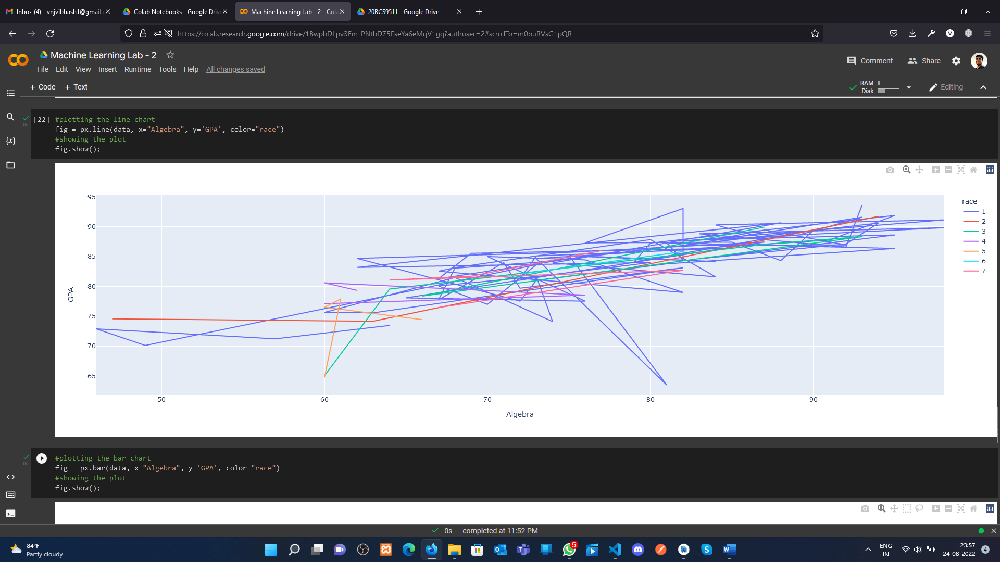 Inbox (4) - vnjvibhash1@gmail.
Colab Notebooks - Google Drive
Machine Learning Lab - 2 - Cola
20BCS9511 - Google Drive
https://colab.research.google.com/drive/1BwpbDLpv3Em_PNtbD75FseYa6eMqV1gq?authuser=2#scrollTo=m0puRVsG1pQR
Machine Learning Lab - 2
File Edit View Insert Runtime Tools Help All changes saved
Comment
Share
+ Code + Text
RAM
Disk
Editing
[22] #plotting the line chart
0s
fig = px.line(data, x="Algebra", y='GPA', color="race")
#showing the plot
fig.show();
{x}
95
90
85
80
75
70
65
GPA
50 60 70 80 90
Algebra
race
1
2
3
4
5
6
7
#plotting the bar chart
0s
fig = px.bar(data, x="Algebra", y='GPA', color="race")
#showing the plot
fig.show();
0s completed at 11:52 PM
84°F
Partly cloudy
5
ENG
IN
23:57
24-08-2022
4